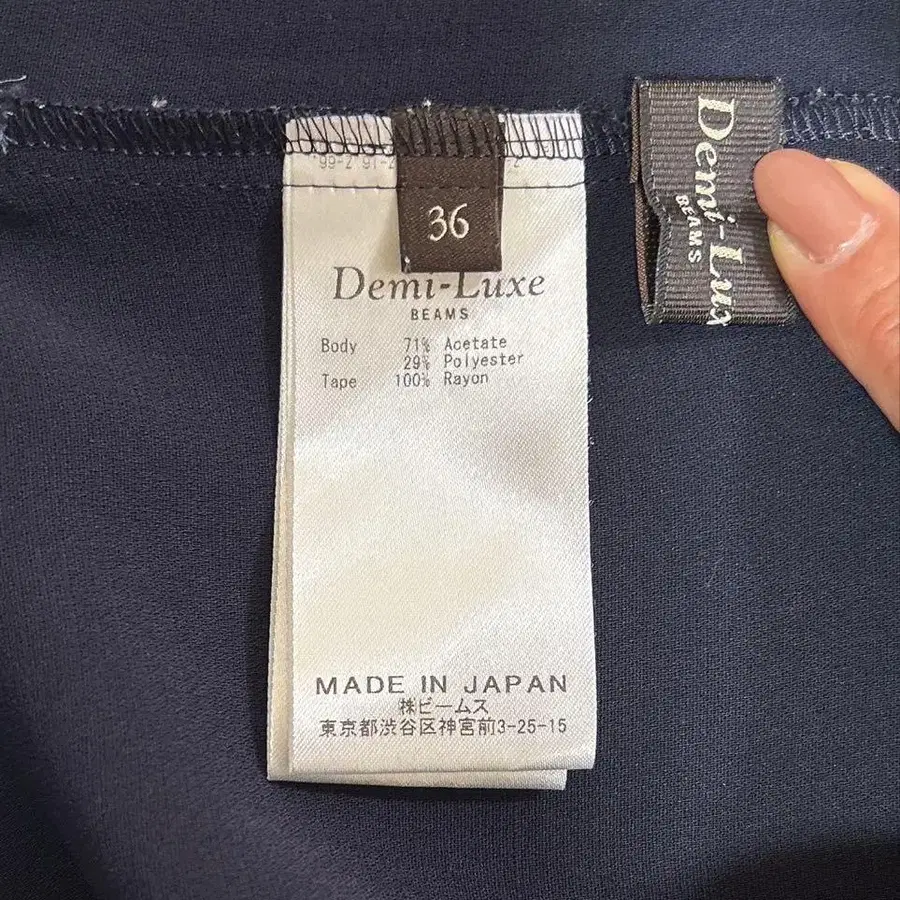 36
Demi-Luxe
BEAMS
Body 71% Acetate
29% Polyester
Tape 100% Rayon
MADE IN JAPAN
㈱ビームス
東京都渋谷区神宮前3-25-15
Demi-Lux
BEAMS